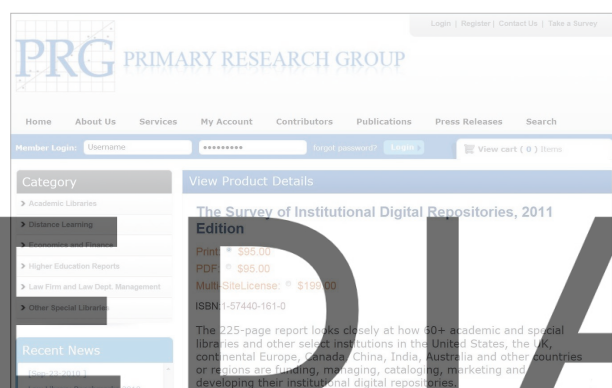 Login | Register | Contact Us | Take a Survey
PRG PRIMARY RESEARCH GROUP
Home About Us Services My Account Contributors Publications Press Releases Search
Member Login: Username ●●●●●●●●● forgot password? Login View cart ( 0 ) Items
Category
Academic Libraries
Distance Learning
Economics and Finance
Higher Education Reports
Law Firm and Law Dept. Management
Other Special Libraries
Recent News
[Sep-23-2010 ]
View Product Details
The Survey of Institutional Digital Repositories, 2011
Edition
Print: $95.00
PDF: $95.00
Multi-SiteLicense: $199.00
ISBN:1-57440-161-0
The 225-page report looks closely at how 60+ academic and special
libraries and other select institutions in the United States, the UK,
continental Europe, Canada, China, India, Australia and other countries
or regions are funding, managing, cataloging, marketing and
developing their institutional digital repositories.
E DIA